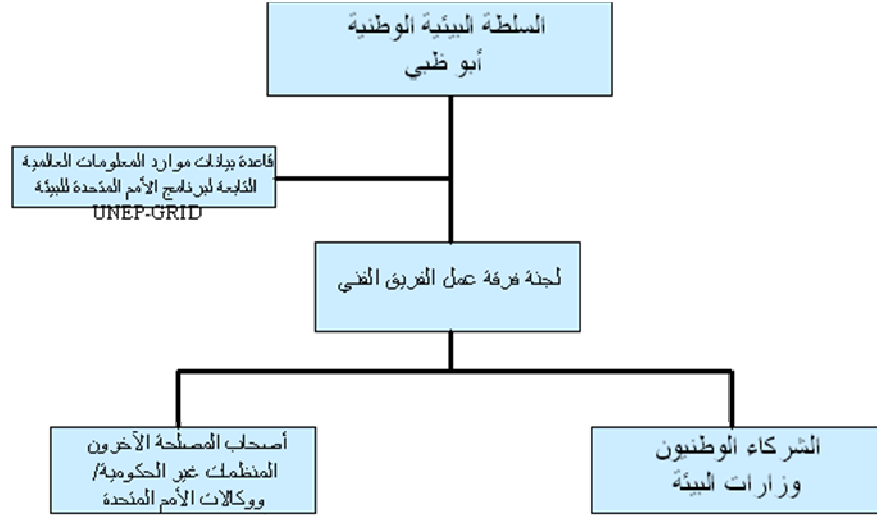 السلطة البيئية الوطنية
أبو ظبي
قاعدة بيانات موارد المعلومات العالمية
التابعة لبرنامج الأمم المتحدة للبيئة
UNEP-GRID
لجنة فرقة عمل الفريق الفني
الشركاء الوطنيون
وزارات البيئة
أصحاب المصلحة الآخرون
المنظمات غير الحكومية/
ووكالات الأمم المتحدة